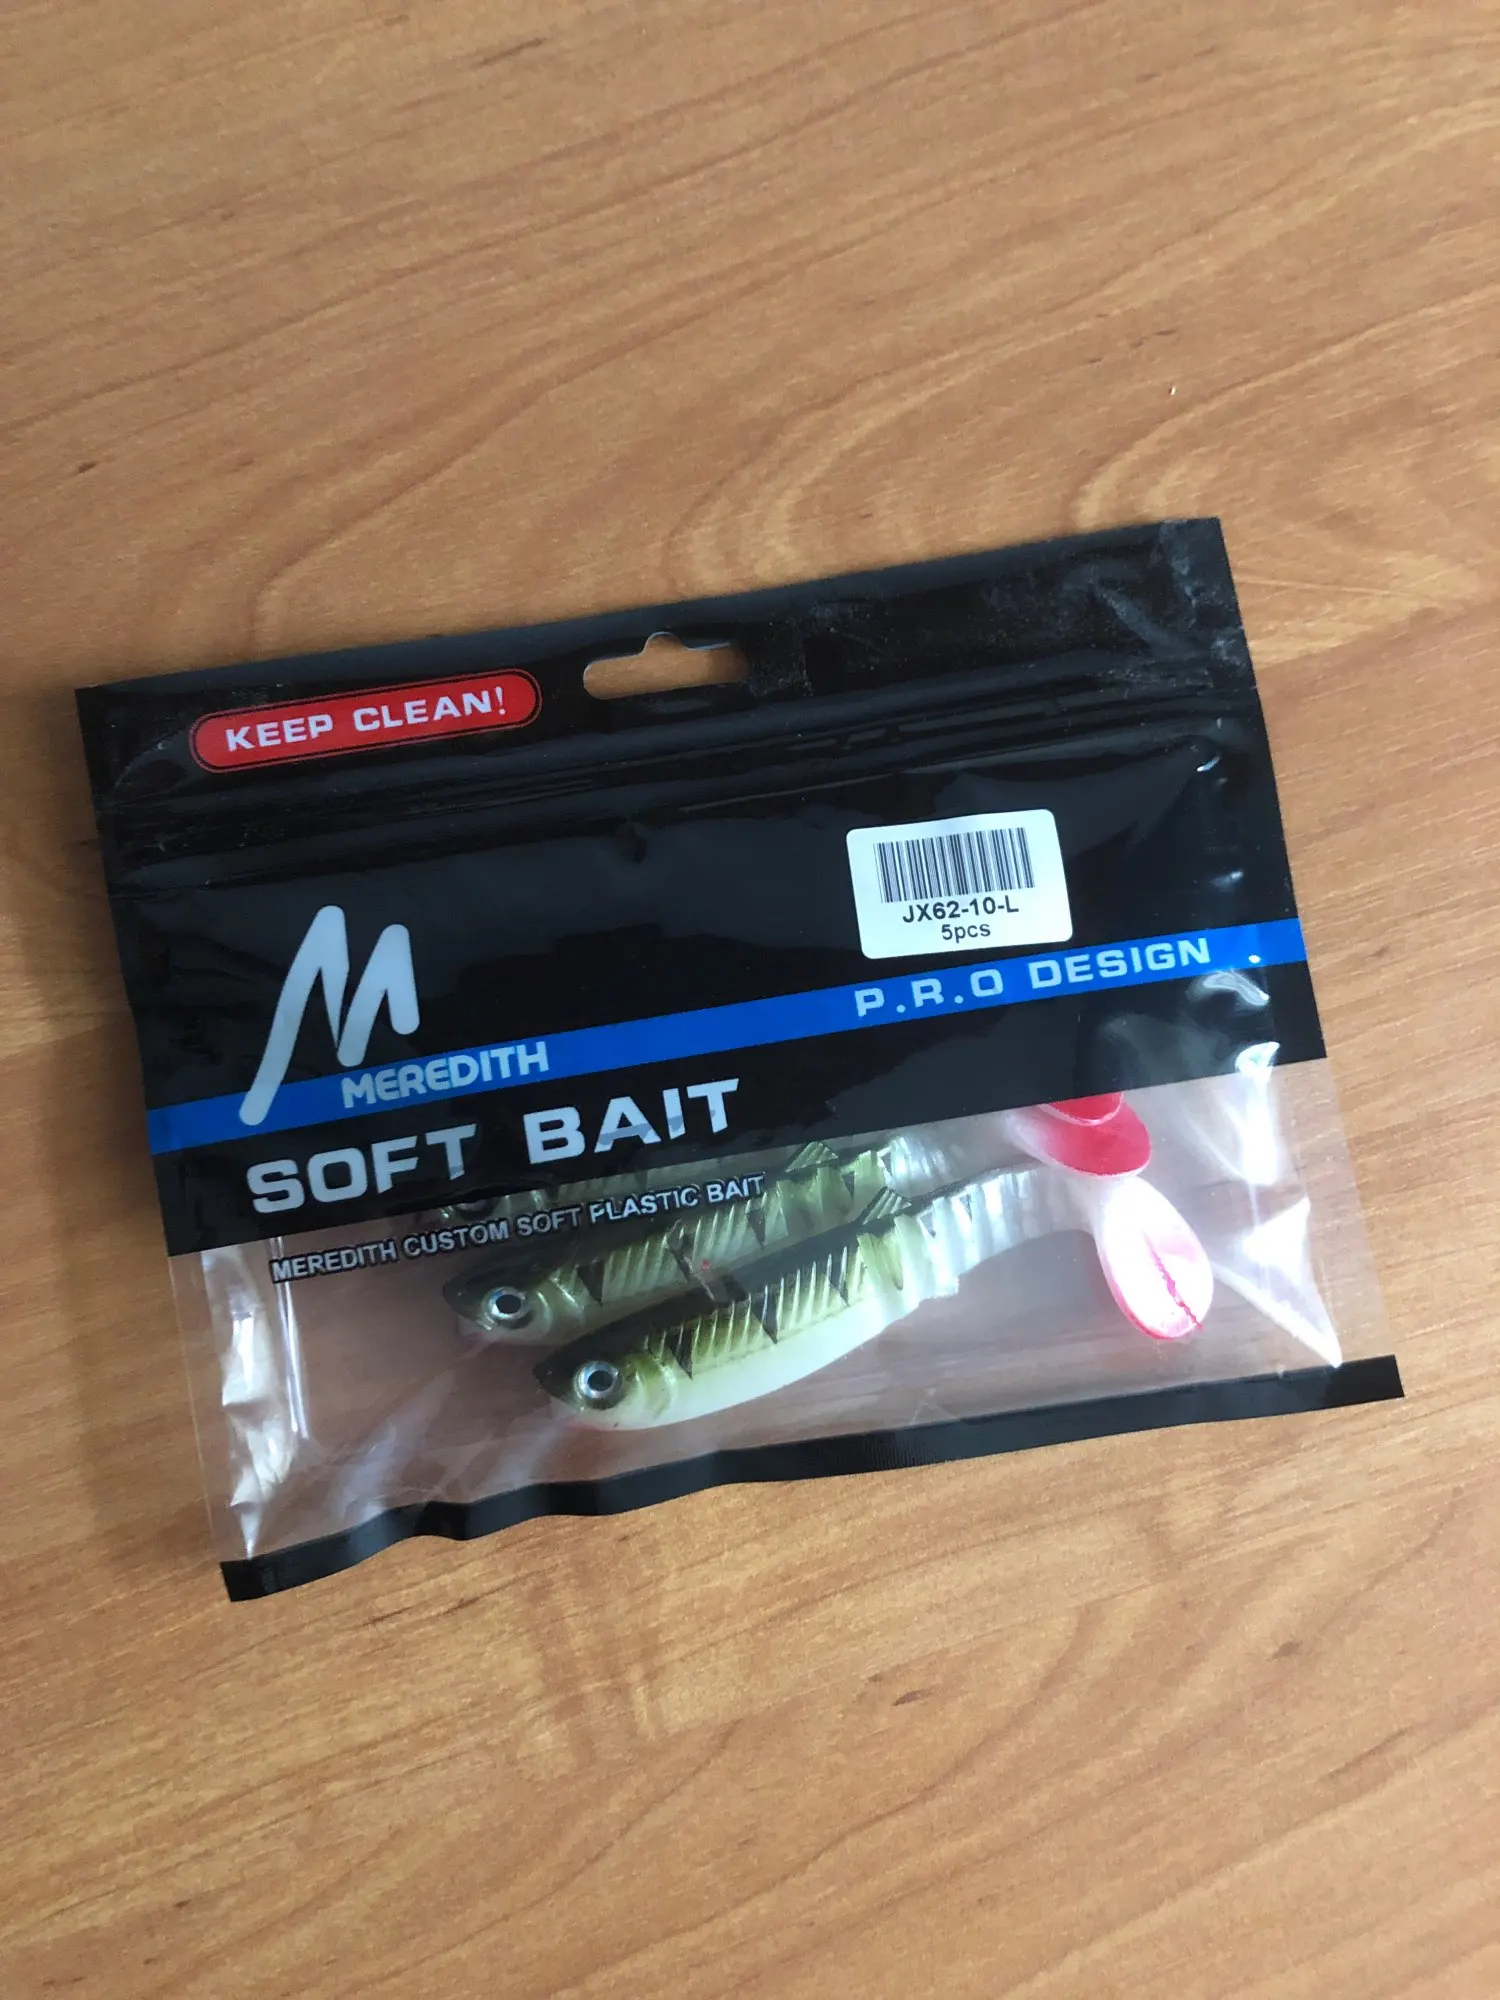 KEEP CLEAN!
JX62-10-L
5pcs
P.R.O DESIGN
M
MEREDITH
SOFT BAIT
MEREDITH CUSTOM SOFT PLASTIC BAIT